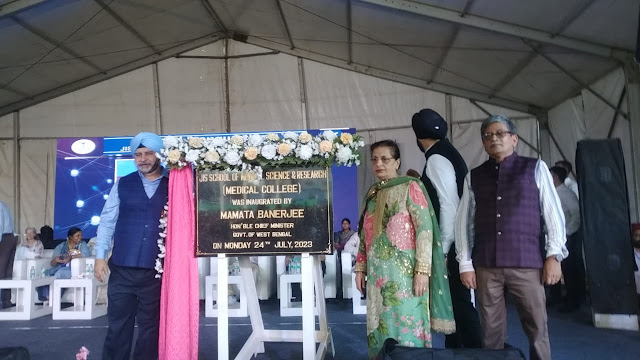 JIS
JIS SCHOOL OF MEDICAL SCIENCE & RESEARCH
(MEDICAL COLLEGE)
WAS INAUGURATED BY
MAMATA BANERJEE
HON'BLE CHIEF MINISTER
GOVT. OF WEST BENGAL
ON MONDAY 24TH JULY, 2023